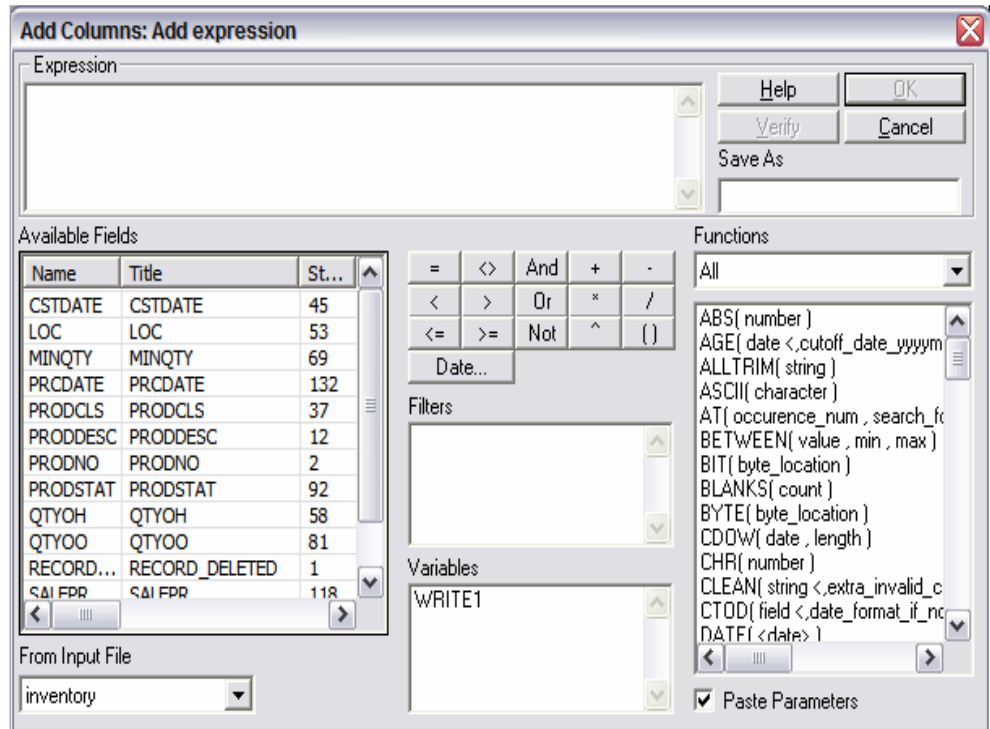 Add Columns: Add expression
Expression
Help
OK
Verify
Cancel
Save As
Available Fields
Name Title St...
CSTDATE CSTDATE 45
LOC LOC 53
MINQTY MINQTY 69
PRCDATE PRCDATE 132
PRODCLS PRODCLS 37
PRODDESC PRODDESC 12
PRODNO PRODNO 2
PRODSTAT PRODSTAT 92
QTYOH QTYOH 58
QTYOO QTYOO 81
RECORD... RECORD_DELETED 1
SALEPR SALEPR 118
From Input File
inventory
= <> And + -
< > Or * /
<= >= Not ^ ( )
Date...
Filters
Variables
WRITE1
Functions
All
ABS( number )
AGE( date <,cutoff_date_yyyym
ALLTRIM( string )
ASCII( character )
AT( occurence_num , search_fo
BETWEEN( value , min , max )
BIT( byte_location )
BLANKS( count )
BYTE( byte_location )
CDOW( date , length )
CHR( number )
CLEAN( string <,extra_invalid_c
CTOD( field <,date_format_if_no
DATE( <date> )
Paste Parameters